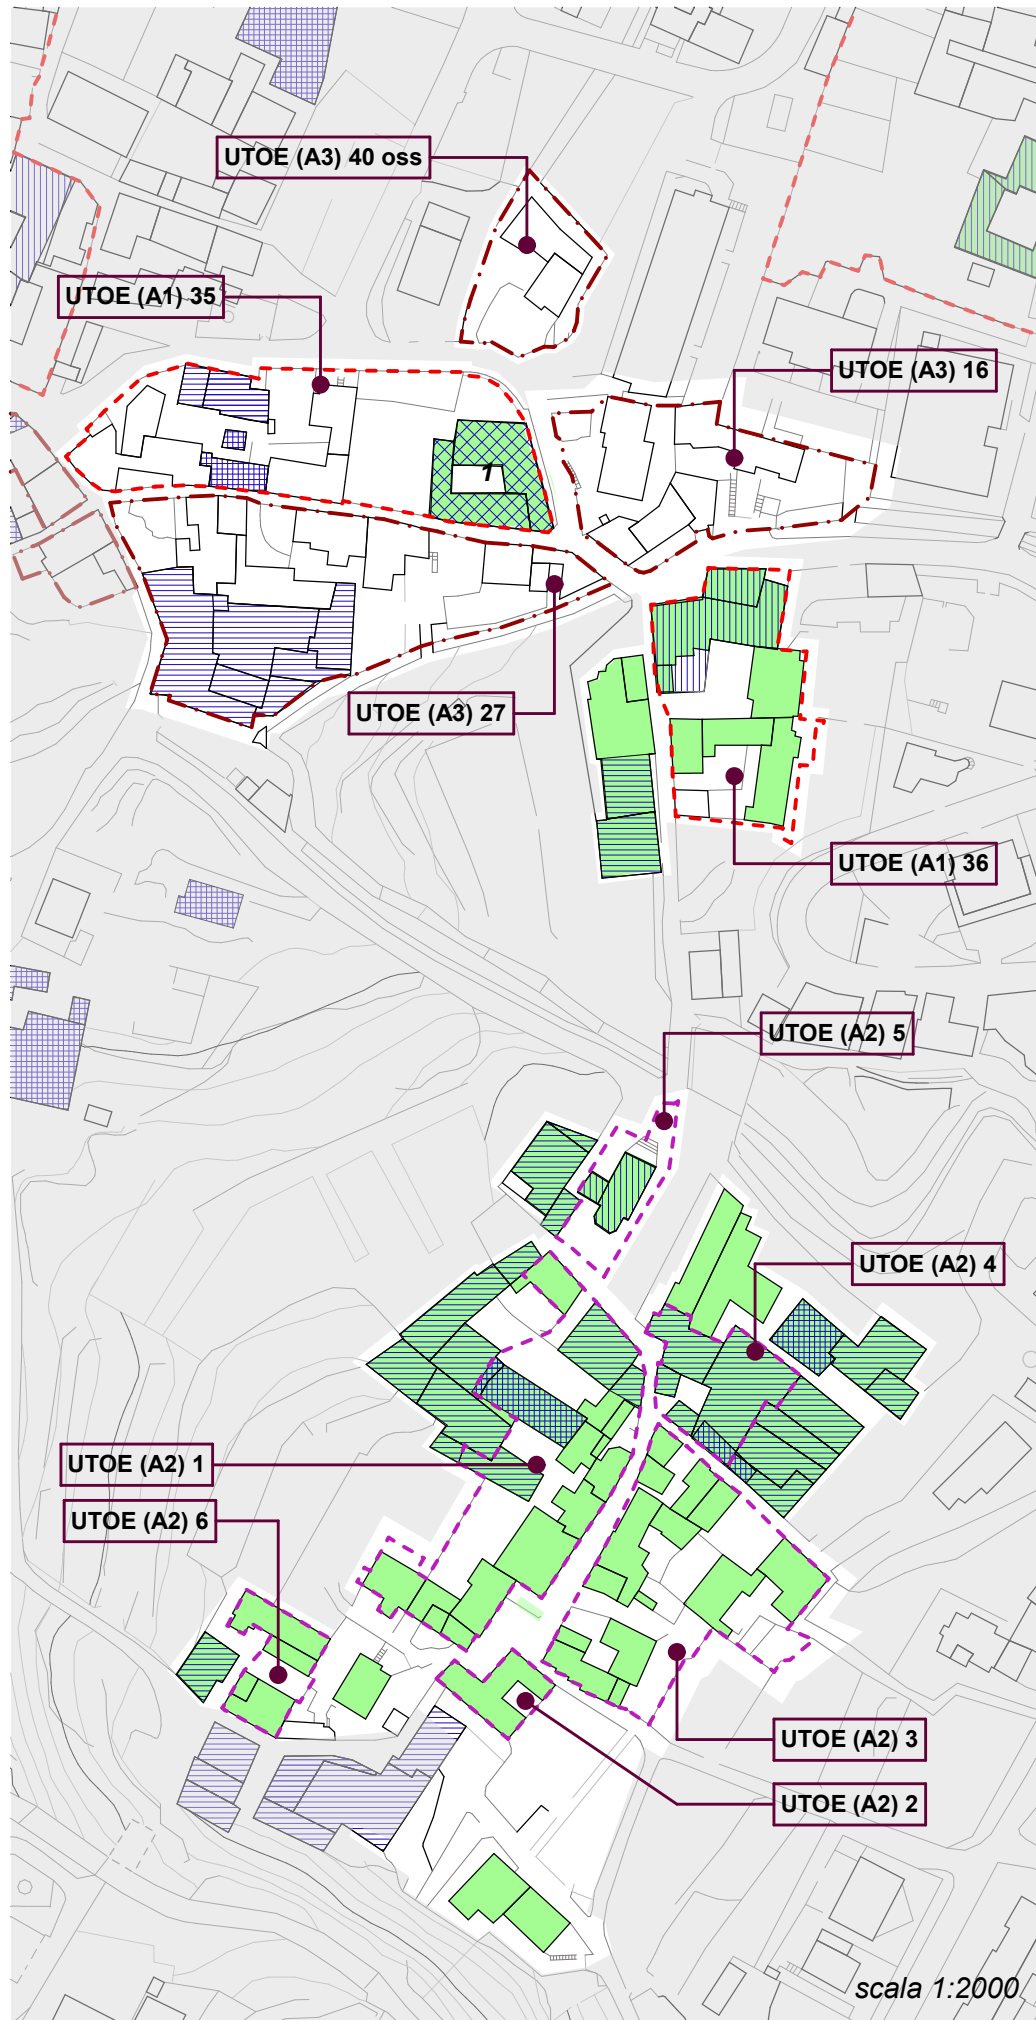 UTOE (A3) 40 oss
UTOE (A1) 35
UTOE (A3) 16
1
UTOE (A3) 27
UTOE (A1) 36
UTOE (A2) 5
UTOE (A2) 4
UTOE (A2) 1
UTOE (A2) 6
UTOE (A2) 3
UTOE (A2) 2
scala 1:2000